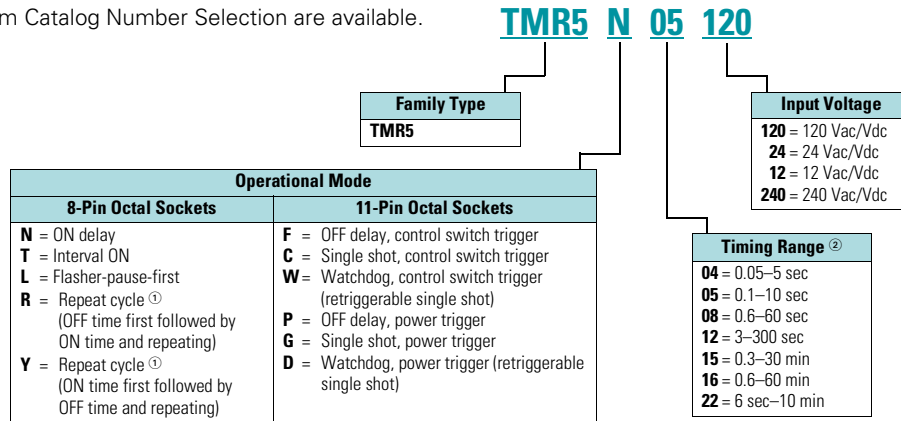 m Catalog Number Selection are available.
TMR5 N 05 120
Family Type
TMR5
Input Voltage
120 = 120 Vac/Vdc
24 = 24 Vac/Vdc
12 = 12 Vac/Vdc
240 = 240 Vac/Vdc
Operational Mode
8-Pin Octal Sockets
N = ON delay
T = Interval ON
L = Flasher-pause-first
R = Repeat cycle ①
(OFF time first followed by
ON time and repeating)
Y = Repeat cycle ①
(ON time first followed by
OFF time and repeating)
11-Pin Octal Sockets
F = OFF delay, control switch trigger
C = Single shot, control switch trigger
W = Watchdog, control switch trigger
(retriggerable single shot)
P = OFF delay, power trigger
G = Single shot, power trigger
D = Watchdog, power trigger (retriggerable
single shot)
Timing Range ②
04 = 0.05–5 sec
05 = 0.1–10 sec
08 = 0.6–60 sec
12 = 3–300 sec
15 = 0.3–30 min
16 = 0.6–60 min
22 = 6 sec–10 min